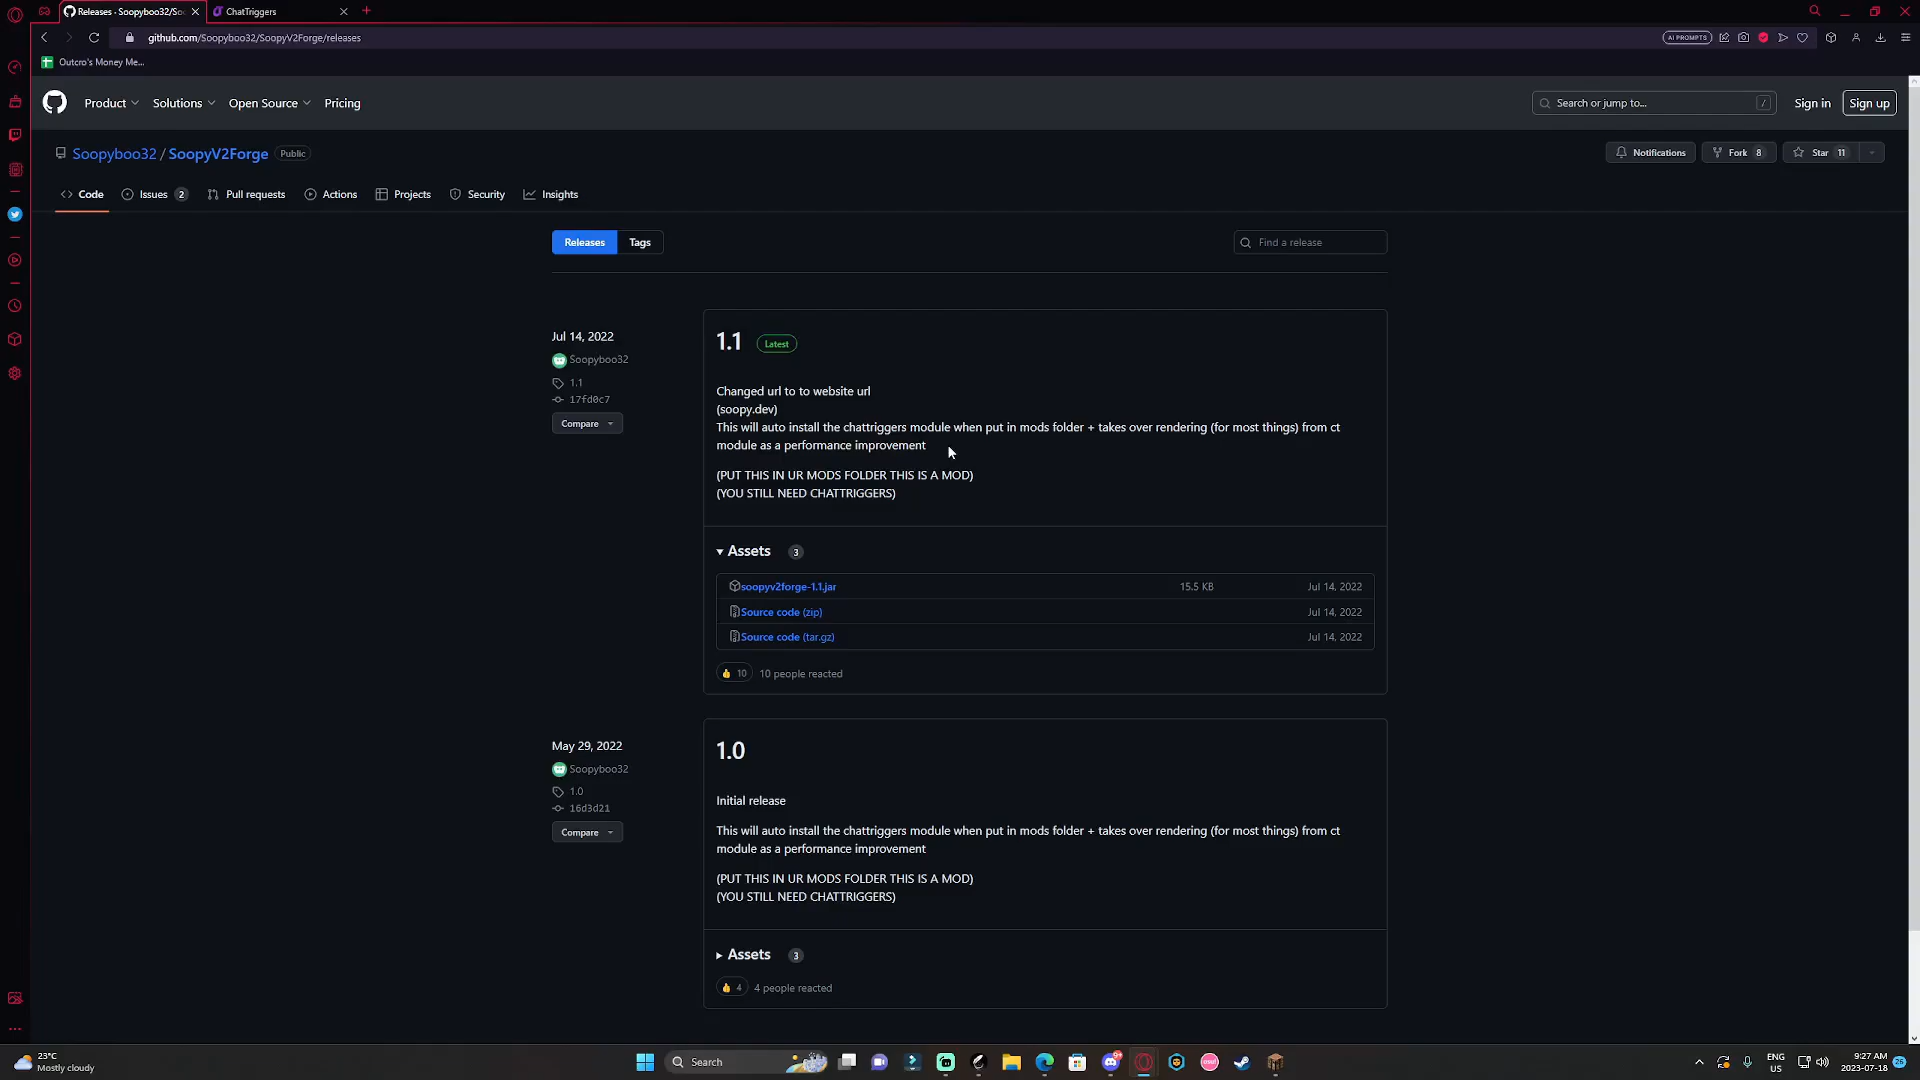 Releases · Soopyboo32/So
ChatTriggers
github.com/Soopyboo32/SoopyV2Forge/releases
AI PROMPTS
Outcro's Money Me...
Product
Solutions
Open Source
Pricing
Search or jump to...
/
Sign in
Sign up
Soopyboo32 / SoopyV2Forge
Public
Notifications
Fork 8
Star 11
Code
Issues 2
Pull requests
Actions
Projects
Security
Insights
Releases
Tags
Find a release
Jul 14, 2022
Soopyboo32
1.1
17fd0c7
Compare
1.1
Latest
Changed url to to website url
(soopy.dev)
This will auto install the chattriggers module when put in mods folder + takes over rendering (for most things) from ct
module as a performance improvement
(PUT THIS IN UR MODS FOLDER THIS IS A MOD)
(YOU STILL NEED CHATTRIGGERS)
Assets 3
soopyv2forge-1.1.jar
15.5 KB
Jul 14, 2022
Source code (zip)
Jul 14, 2022
Source code (tar.gz)
Jul 14, 2022
10
10 people reacted
May 29, 2022
Soopyboo32
1.0
16d3d21
Compare
1.0
Initial release
This will auto install the chattriggers module when put in mods folder + takes over rendering (for most things) from ct
module as a performance improvement
(PUT THIS IN UR MODS FOLDER THIS IS A MOD)
(YOU STILL NEED CHATTRIGGERS)
Assets 3
4
4 people reacted
23°C
Mostly cloudy
Search
ENG
US
9:27 AM
2023-07-18